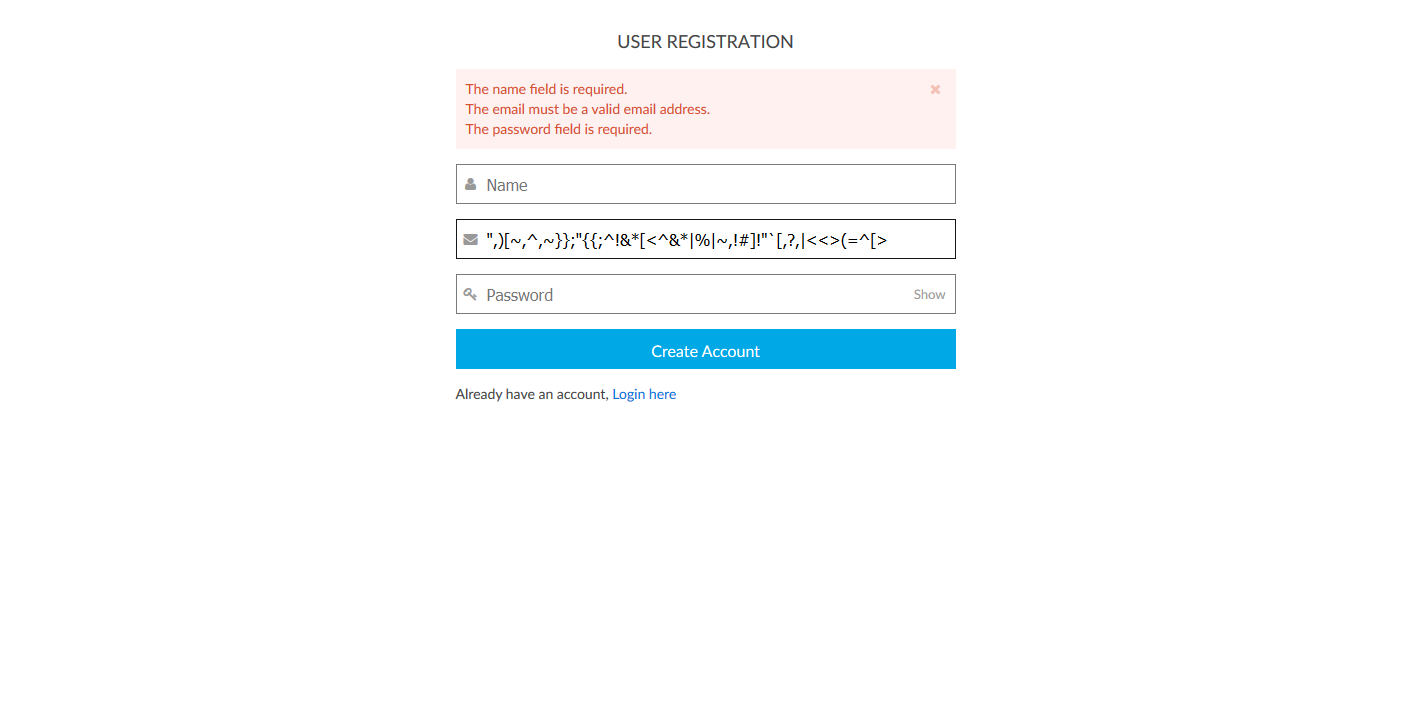 USER REGISTRATION
The name field is required.
The email must be a valid email address.
The password field is required.
Name
",)[~,^,~}};"{{;^!&*[<^&*|%|~,!#]!"`[,?,|<<>(=^[>
Password Show
Create Account
Already have an account, Login here